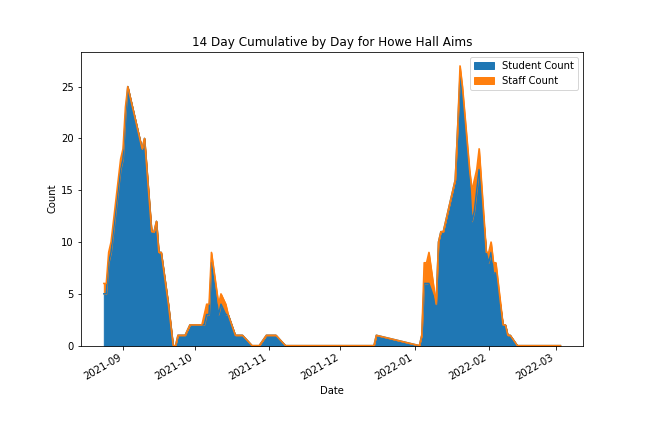 14 Day Cumulative by Day for Howe Hall Aims
Student Count
Staff Count
Count
25
20
15
10
5
0
2021-09
2021-10
2021-11
2021-12
2022-01
2022-02
2022-03
Date